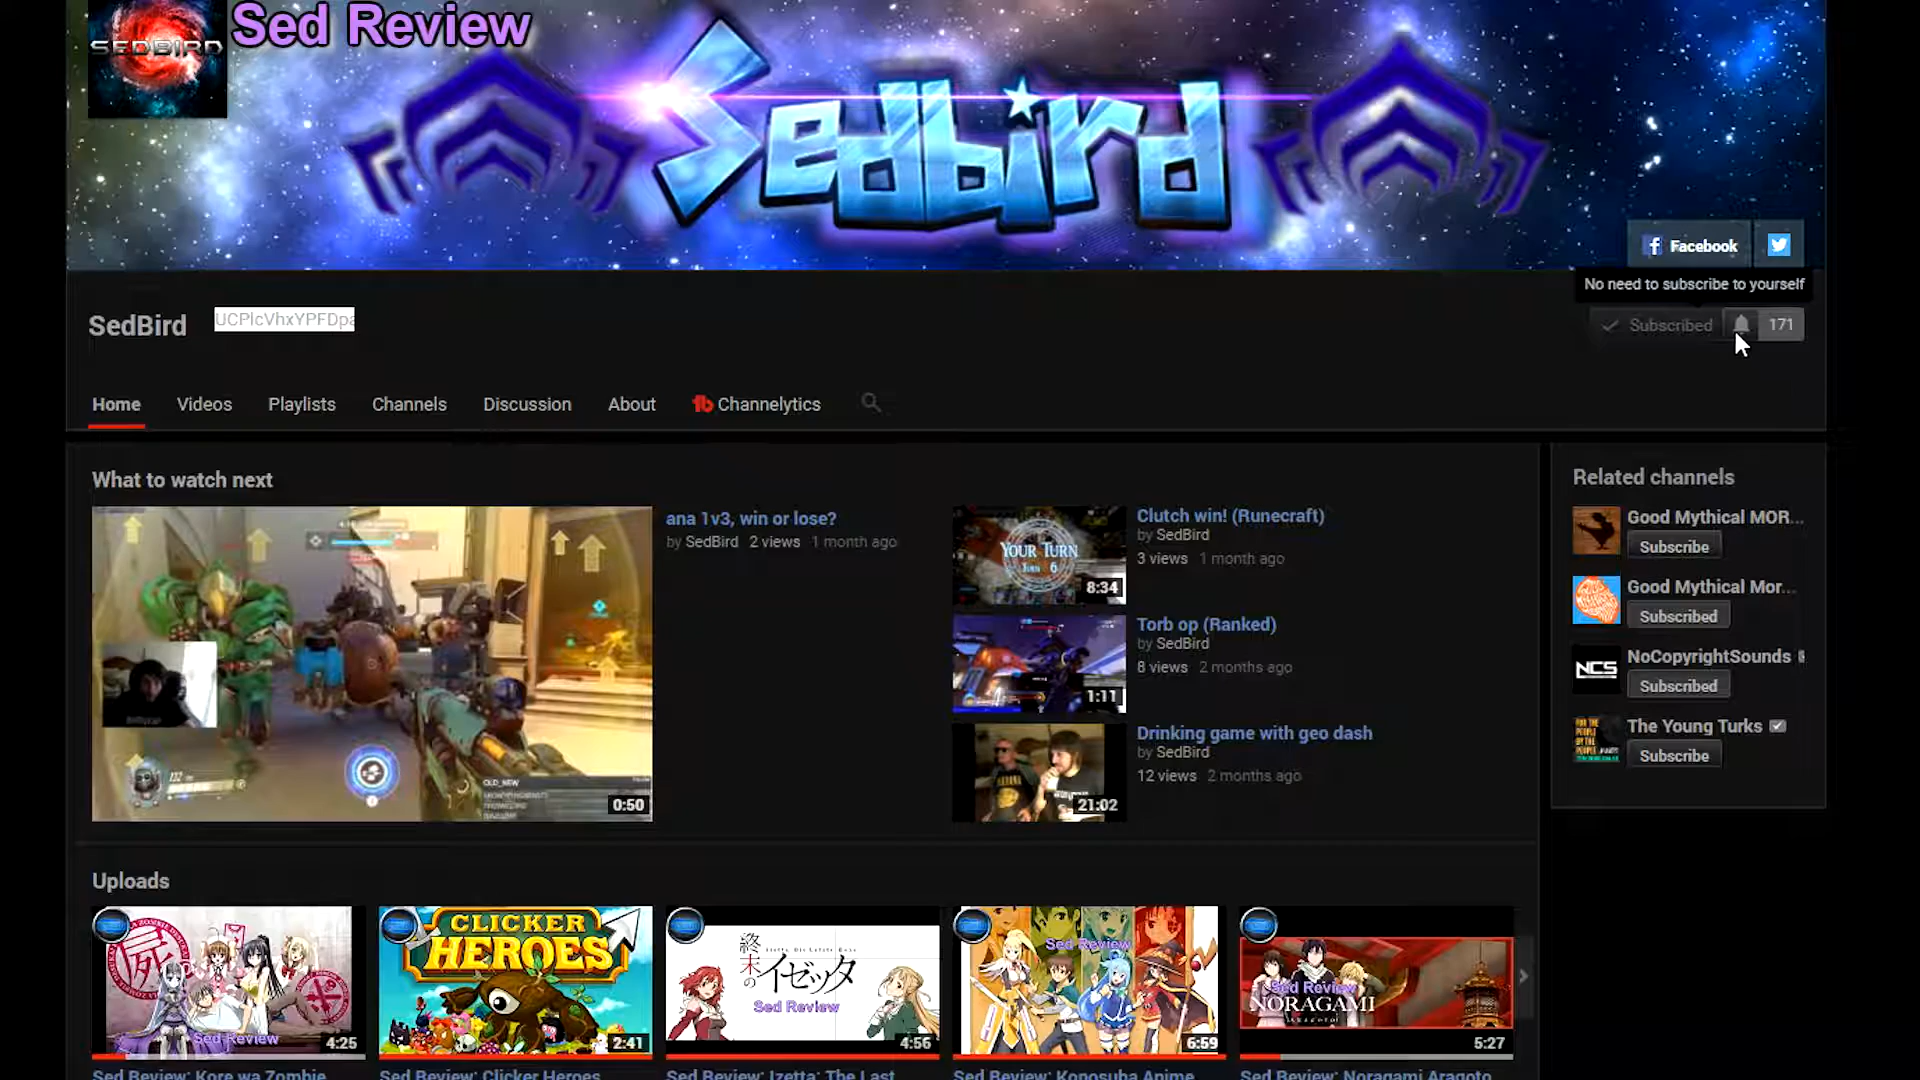 SEDBIRD
Sed Review
Sedbird
Facebook
No need to subscribe to yourself
SedBird
UCPlcVhxYPFDpa
Subscribed
171
Home
Videos
Playlists
Channels
Discussion
About
Channelytics
What to watch next
ana 1v3, win or lose?
by SedBird 2 views 1 month ago
0:50
YOUR TURN
8:34
Clutch win! (Runecraft)
by SedBird
3 views 1 month ago
1:11
Torb op (Ranked)
by SedBird
8 views 2 months ago
21:02
Drinking game with geo dash
by SedBird
12 views 2 months ago
Related channels
Good Mythical MOR...
Subscribe
Good Mythical Mor...
Subscribed
NCS
NoCopyrightSounds
Subscribed
The Young Turks
Subscribe
Uploads
屍
Sed Review
4:25
CLICKER
HEROES
2:41
終末のイゼッタ
Sed Review
4:56
Sed Review
6:59
Sed Review
NORAGAMI
5:27
Sed Review: Kore wa Zombie
Sed Review: Clicker Heroes
Sed Review: Izetta: The Last
Sed Review: Konosuba Anime
Sed Review: Noragami Aragoto